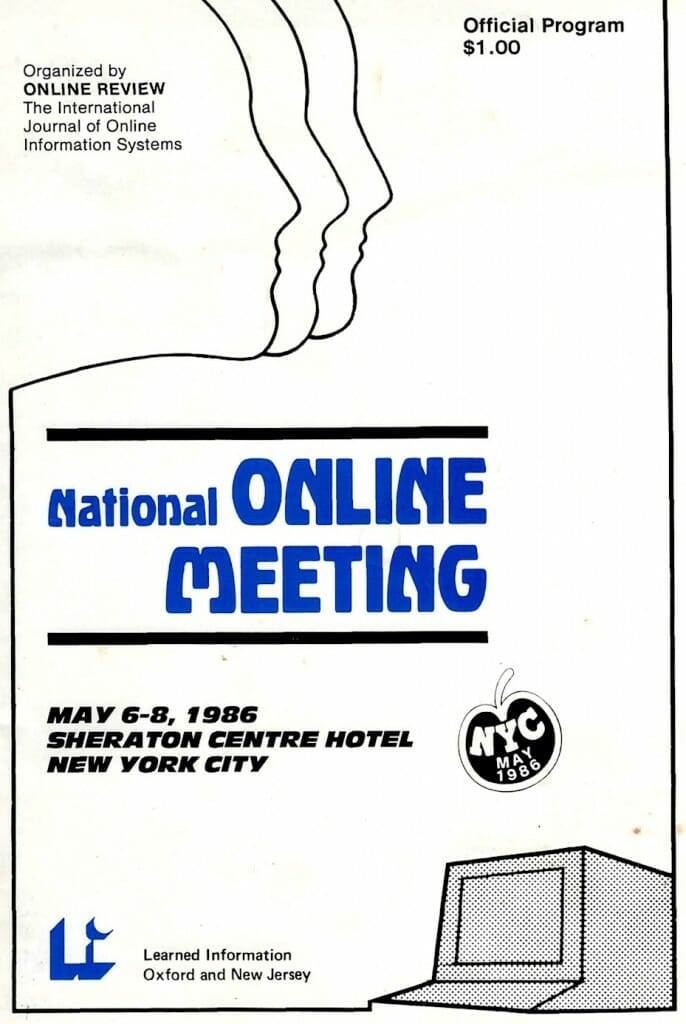 Official Program
$1.00
Organized by
ONLINE REVIEW
The International
Journal of Online
Information Systems
National ONLINE
MEETING
MAY 6-8, 1986
SHERATON CENTRE HOTEL
NEW YORK CITY
NYC
MAY
1986
Learned Information
Oxford and New Jersey